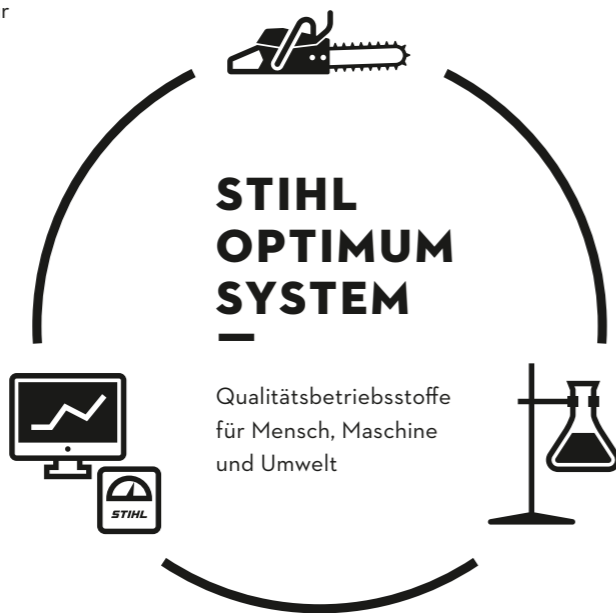 r
STIHL
OPTIMUM
SYSTEM
Qualitätsbetriebsstoffe
für Mensch, Maschine
und Umwelt
STIHL